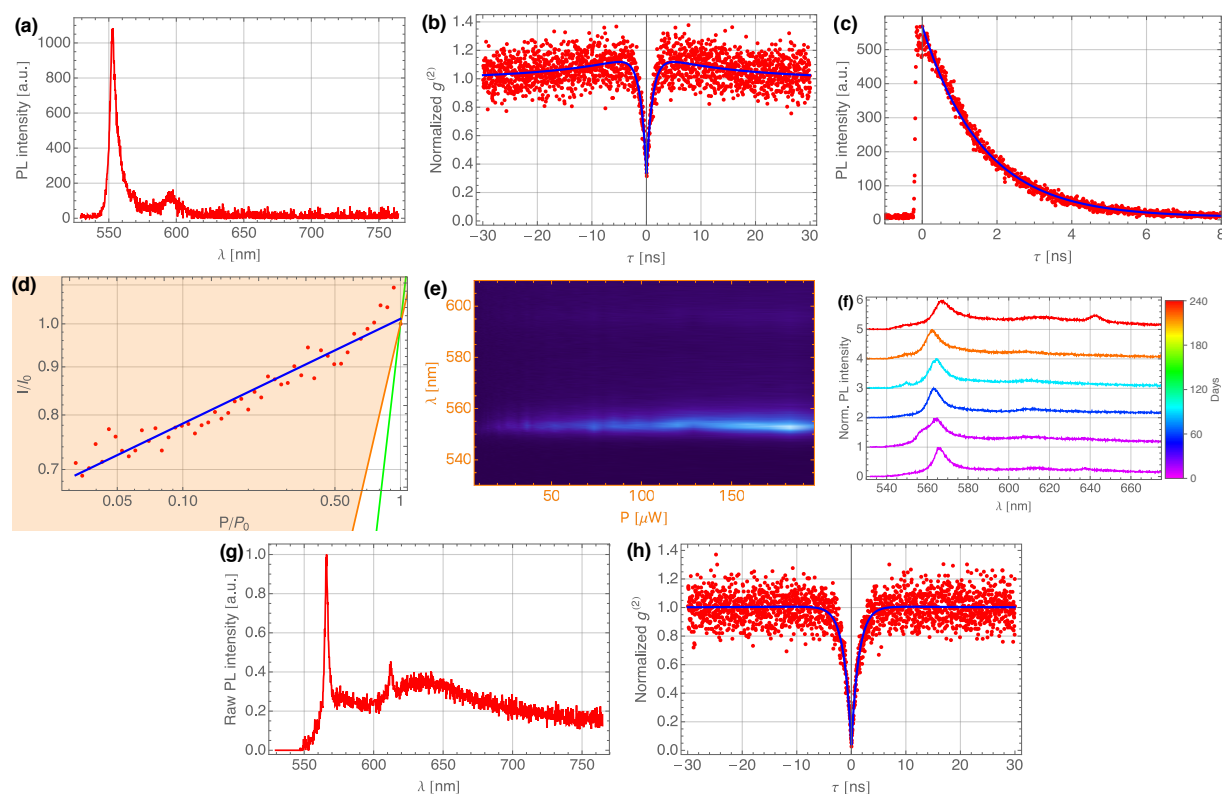 (a)
PL intensity [a.u.]
1000
800
600
400
200
0
550 600 650 700 750
λ [nm]
(b)
Normalized g⁽²⁾
1.4
1.2
1.0
0.8
0.6
0.4
0.2
0.0
−30 −20 −10 0 10 20 30
τ [ns]
(c)
PL intensity [a.u.]
500
400
300
200
100
0
−1 0 2 4 6 8
τ [ns]
(d)
I/I₀
1.0
0.9
0.8
0.7
0.05 0.10 0.50 1
P/P₀
(e)
λ [nm]
600
580
560
540
50 100 150
P [μW]
(f)
Norm. PL intensity
6
5
4
3
2
1
0
540 560 580 600 620 640 660
λ [nm]
240
180
120
60
0
Days
(g)
Raw PL intensity [a.u.]
1.0
0.8
0.6
0.4
0.2
0.0
550 600 650 700 750
λ [nm]
(h)
Normalized g⁽²⁾
1.4
1.2
1.0
0.8
0.6
0.4
0.2
0.0
−30 −20 −10 0 10 20 30
τ [ns]